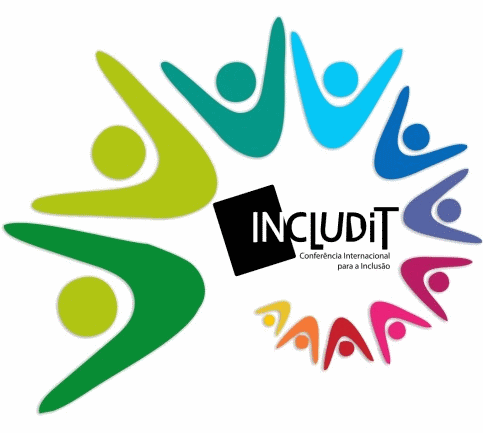 INCLUDiT
Conferência Internacional
para a Inclusão